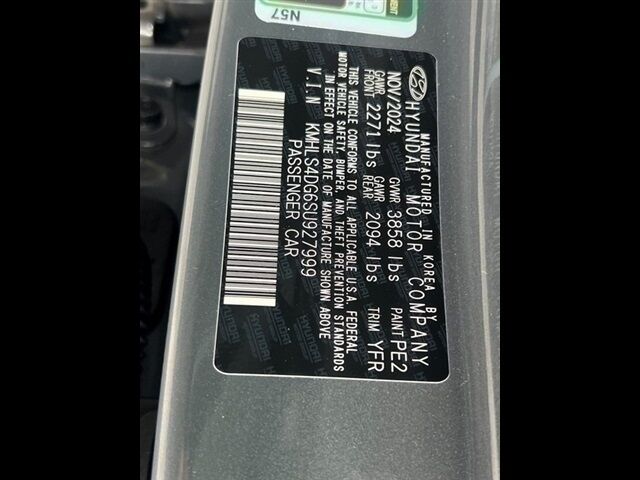 N57
MANUFACTURED IN KOREA BY
HYUNDAI MOTOR COMPANY
NOV/2024 GVWR 3858 lbs PAINT PE2
GAWR FRONT 2271 lbs GAWR REAR 2094 lbs TRIM YFR
THIS VEHICLE CONFORMS TO ALL APPLICABLE U.S.A. FEDERAL
MOTOR VEHICLE SAFETY, BUMPER, AND THEFT PREVENTION STANDARDS
IN EFFECT ON THE DATE OF MANUFACTURE SHOWN ABOVE
V.I.N KMHLS4DG6SU927999
PASSENGER CAR